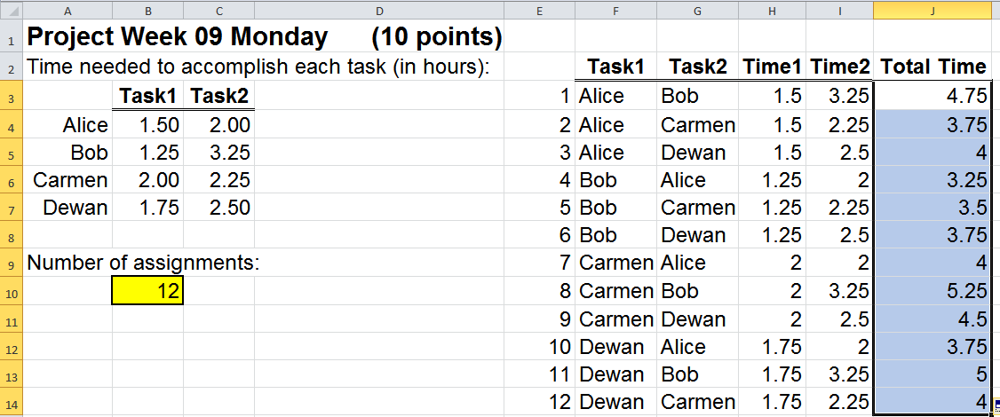 A B C D E F G H I J
1 Project Week 09 Monday (10 points)
2 Time needed to accomplish each task (in hours): Task1 Task2 Time1 Time2 Total Time
3 Task1 Task2 1 Alice Bob 1.5 3.25 4.75
4 Alice 1.50 2.00 2 Alice Carmen 1.5 2.25 3.75
5 Bob 1.25 3.25 3 Alice Dewan 1.5 2.5 4
6 Carmen 2.00 2.25 4 Bob Alice 1.25 2 3.25
7 Dewan 1.75 2.50 5 Bob Carmen 1.25 2.25 3.5
8 6 Bob Dewan 1.25 2.5 3.75
9 Number of assignments: 7 Carmen Alice 2 2 4
10 12 8 Carmen Bob 2 3.25 5.25
11 9 Carmen Dewan 2 2.5 4.5
12 10 Dewan Alice 1.75 2 3.75
13 11 Dewan Bob 1.75 3.25 5
14 12 Dewan Carmen 1.75 2.25 4